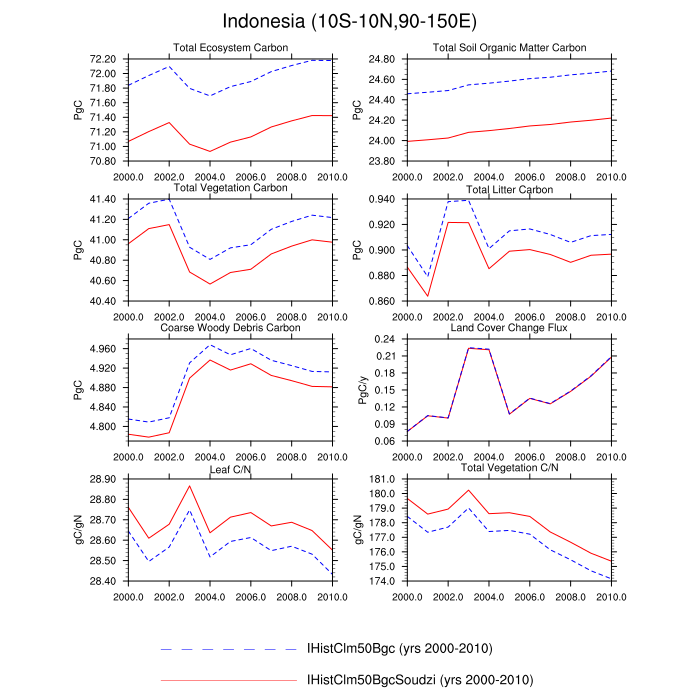 Indonesia (10S-10N,90-150E)
Total Ecosystem Carbon
PgC
72.20
72.00
71.80
71.60
71.40
71.20
71.00
70.80
2000.0 2002.0 2004.0 2006.0 2008.0 2010.0
Total Soil Organic Matter Carbon
PgC
24.80
24.60
24.40
24.20
24.00
23.80
2000.0 2002.0 2004.0 2006.0 2008.0 2010.0
Total Vegetation Carbon
PgC
41.40
41.20
41.00
40.80
40.60
40.40
2000.0 2002.0 2004.0 2006.0 2008.0 2010.0
Total Litter Carbon
PgC
0.940
0.920
0.900
0.880
0.860
2000.0 2002.0 2004.0 2006.0 2008.0 2010.0
Coarse Woody Debris Carbon
PgC
4.960
4.920
4.880
4.840
4.800
2000.0 2002.0 2004.0 2006.0 2008.0 2010.0
Land Cover Change Flux
PgC/y
0.24
0.21
0.18
0.15
0.12
0.09
0.06
2000.0 2002.0 2004.0 2006.0 2008.0 2010.0
Leaf C/N
gC/gN
28.90
28.80
28.70
28.60
28.50
28.40
2000.0 2002.0 2004.0 2006.0 2008.0 2010.0
Total Vegetation C/N
gC/gN
181.0
180.0
179.0
178.0
177.0
176.0
175.0
174.0
2000.0 2002.0 2004.0 2006.0 2008.0 2010.0
IHistClm50Bgc (yrs 2000-2010)
IHistClm50BgcSoudzi (yrs 2000-2010)